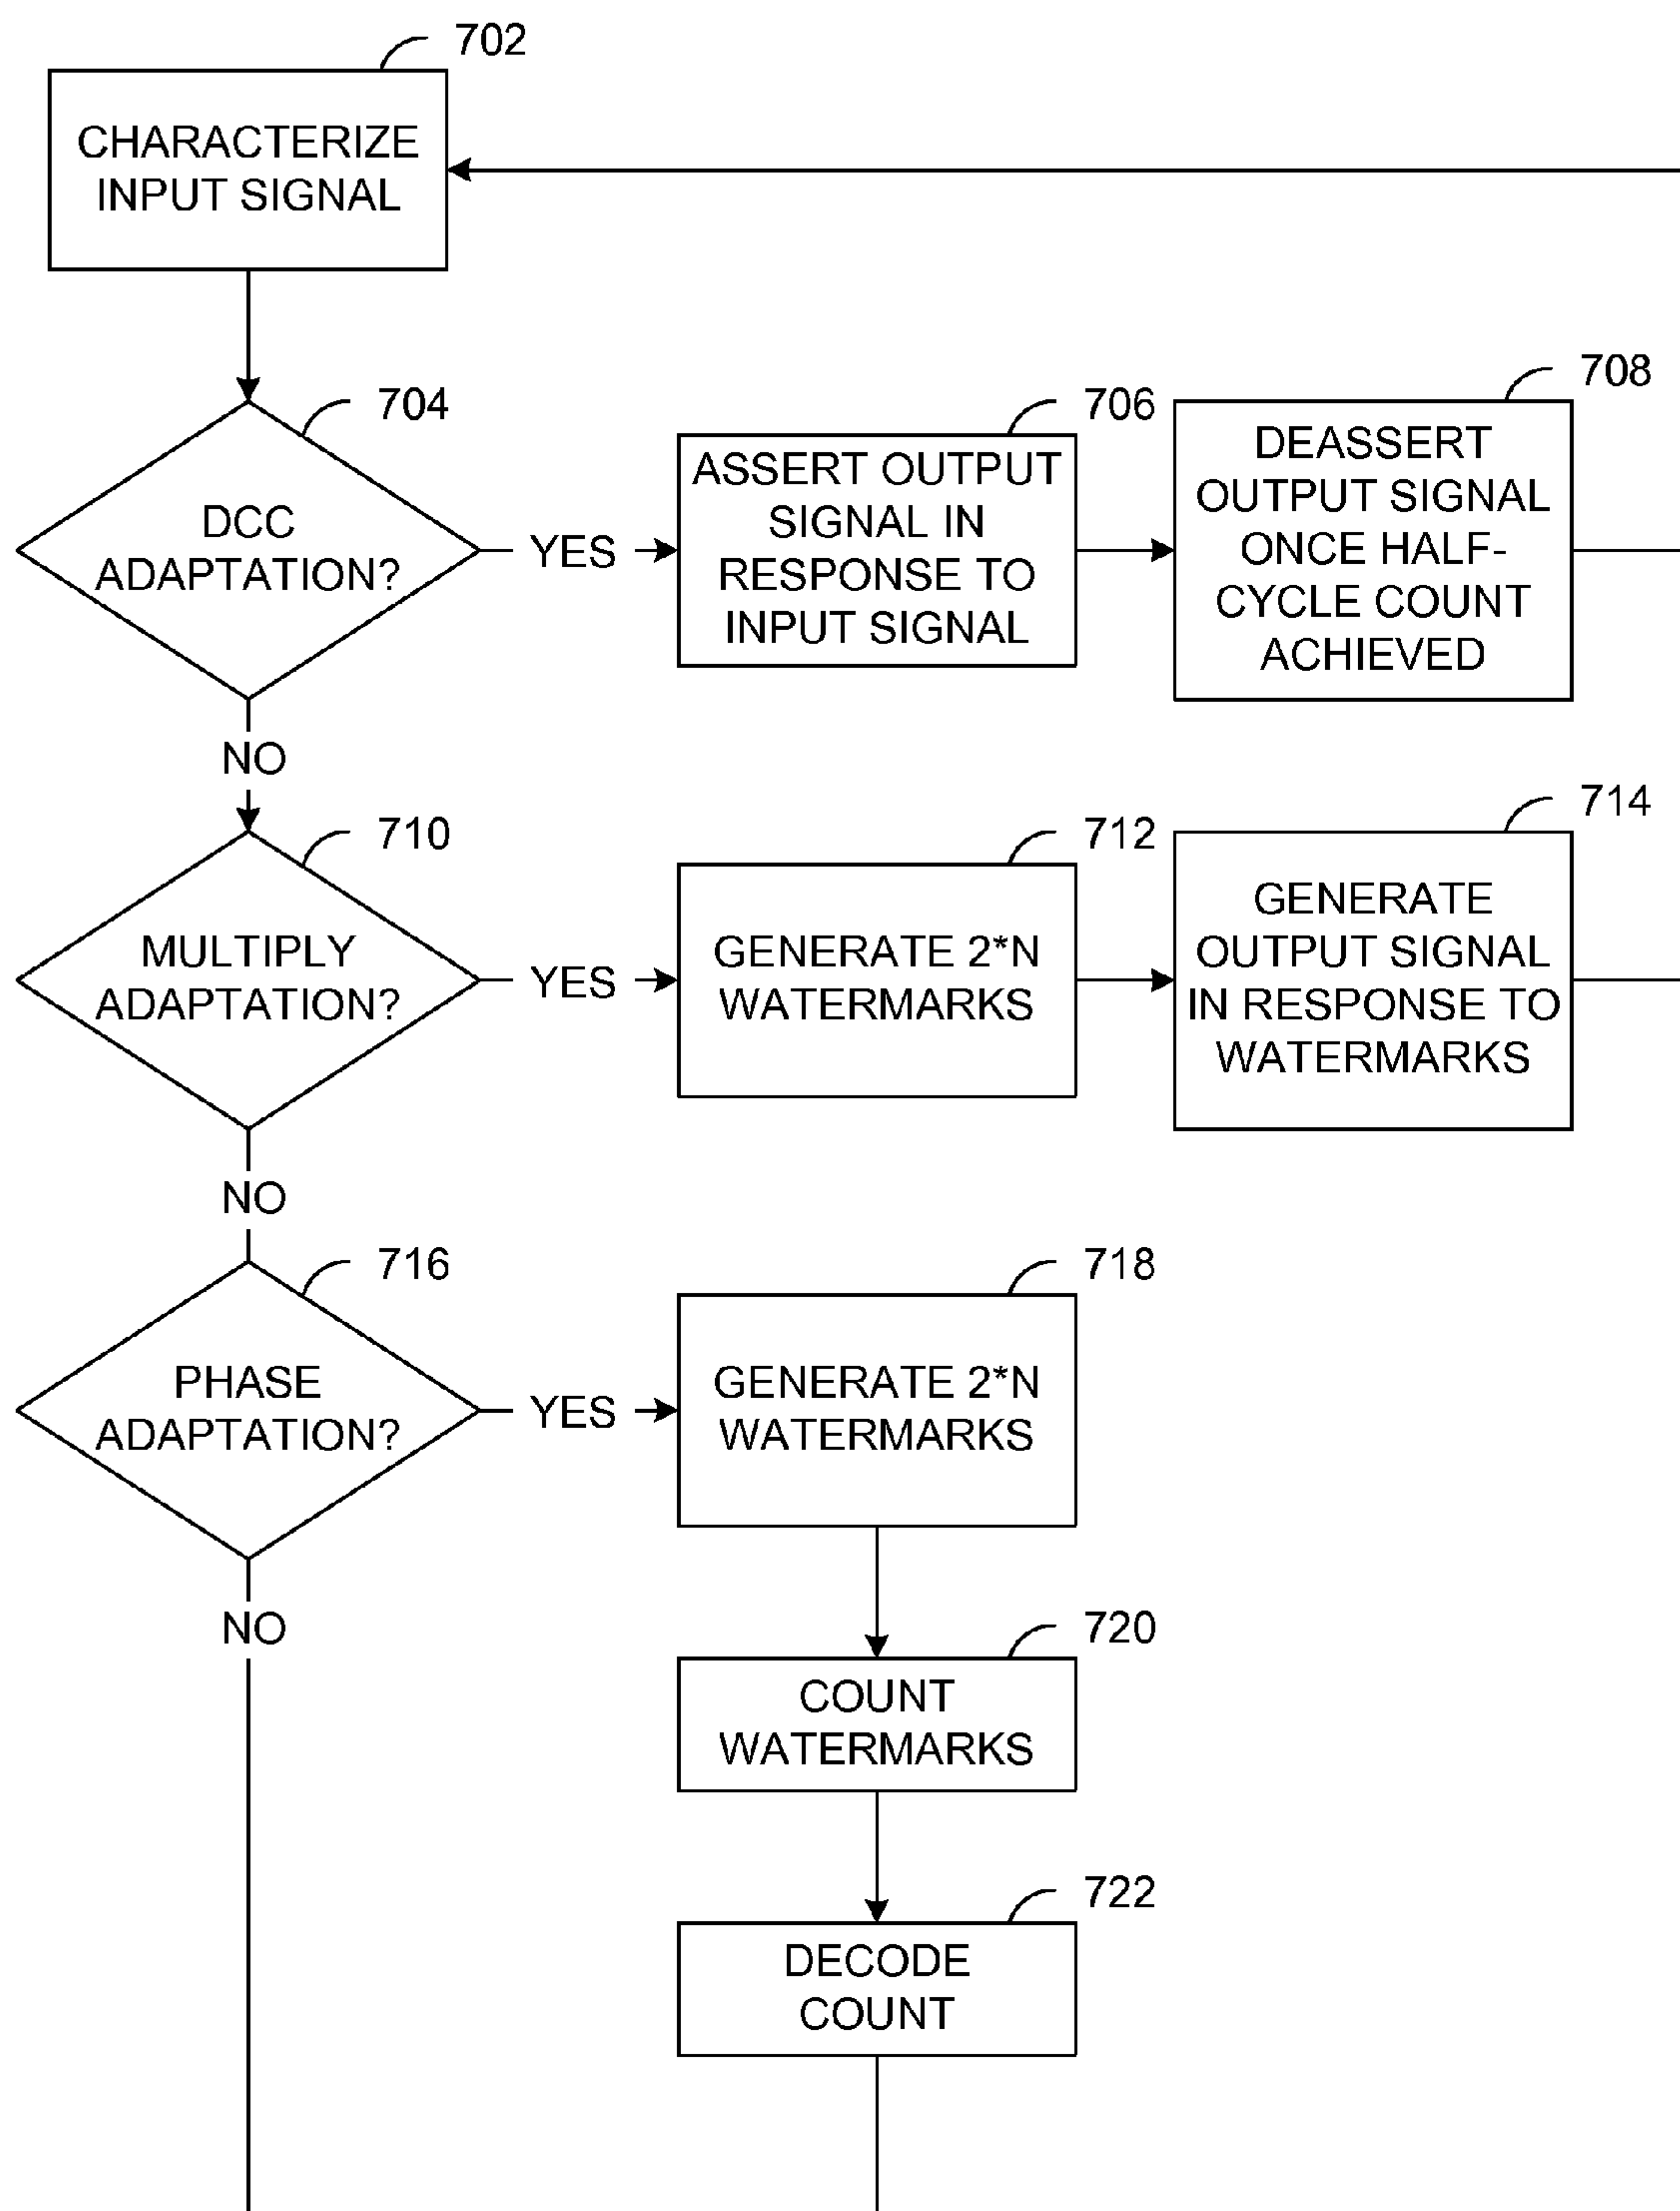 702
CHARACTERIZE
INPUT SIGNAL
704
DCC
ADAPTATION?
YES
706
ASSERT OUTPUT
SIGNAL IN
RESPONSE TO
INPUT SIGNAL
708
DEASSERT
OUTPUT SIGNAL
ONCE HALF-
CYCLE COUNT
ACHIEVED
NO
710
MULTIPLY
ADAPTATION?
YES
712
GENERATE 2*N
WATERMARKS
714
GENERATE
OUTPUT SIGNAL
IN RESPONSE TO
WATERMARKS
NO
716
PHASE
ADAPTATION?
YES
718
GENERATE 2*N
WATERMARKS
NO
720
COUNT
WATERMARKS
722
DECODE
COUNT